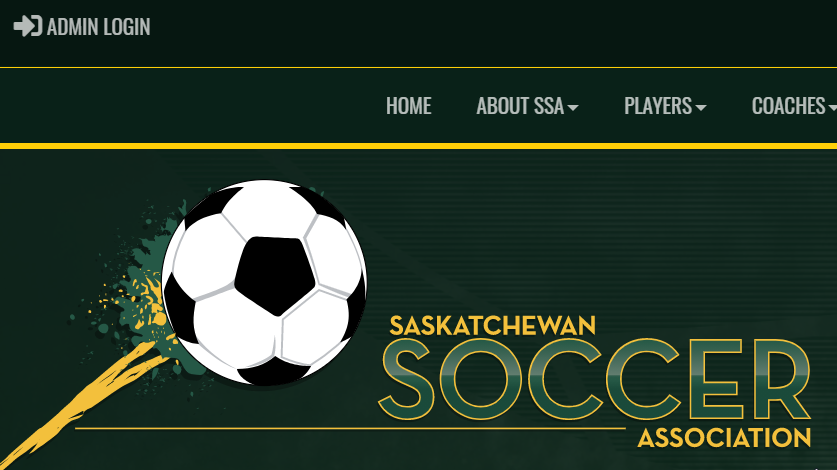 ADMIN LOGIN
HOME ABOUT SSA PLAYERS COACHES
SASKATCHEWAN
SOCCER
ASSOCIATION